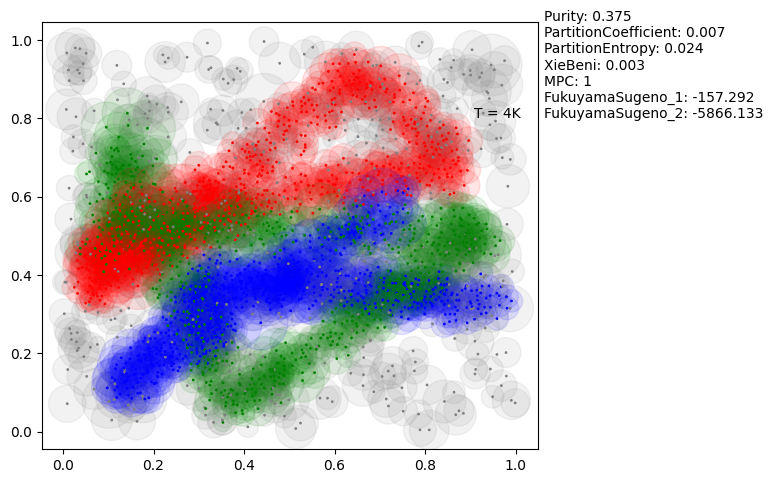 Purity: 0.375
PartitionCoefficient: 0.007
PartitionEntropy: 0.024
XieBeni: 0.003
MPC: 1
FukuyamaSugeno_1: -157.292
FukuyamaSugeno_2: -5866.133
T = 4K
1.0
0.8
0.6
0.4
0.2
0.0
0.0 0.2 0.4 0.6 0.8 1.0